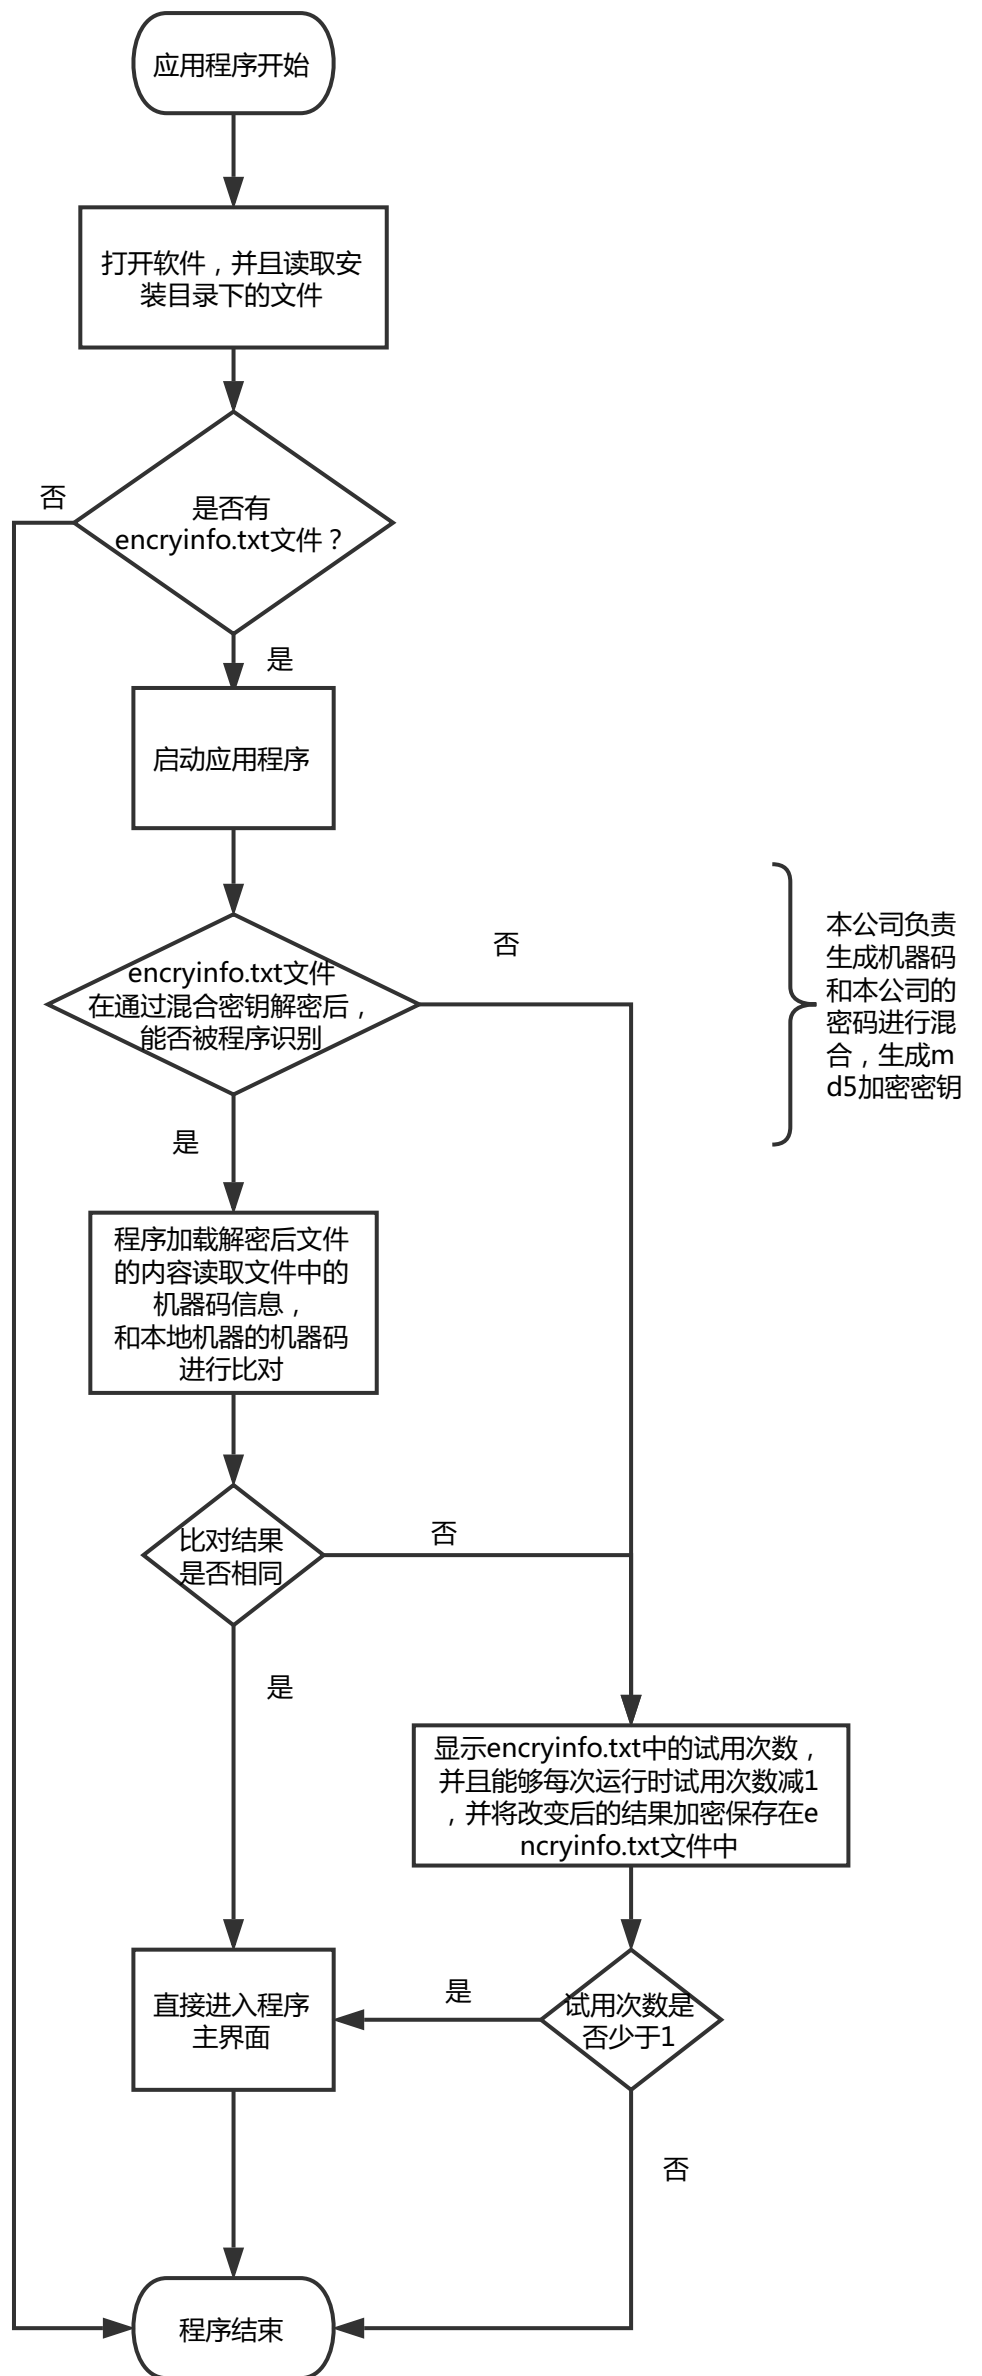 应用程序开始
打开软件，并且读取安
装目录下的文件
否
是否有
encryinfo.txt文件？
是
启动应用程序
否
encryinfo.txt文件
在通过混合密钥解密后，
能否被程序识别
本公司负责
生成机器码
和本公司的
密码进行混
合，生成m
d5加密密钥
是
程序加载解密后文件
的内容读取文件中的
机器码信息，
和本地机器的机器码
进行比对
比对结果
是否相同
否
是
显示encryinfo.txt中的试用次数，
并且能够每次运行时试用次数减1
，并将改变后的结果加密保存在e
ncryinfo.txt文件中
直接进入程序
主界面
是
试用次数是
否少于1
否
程序结束